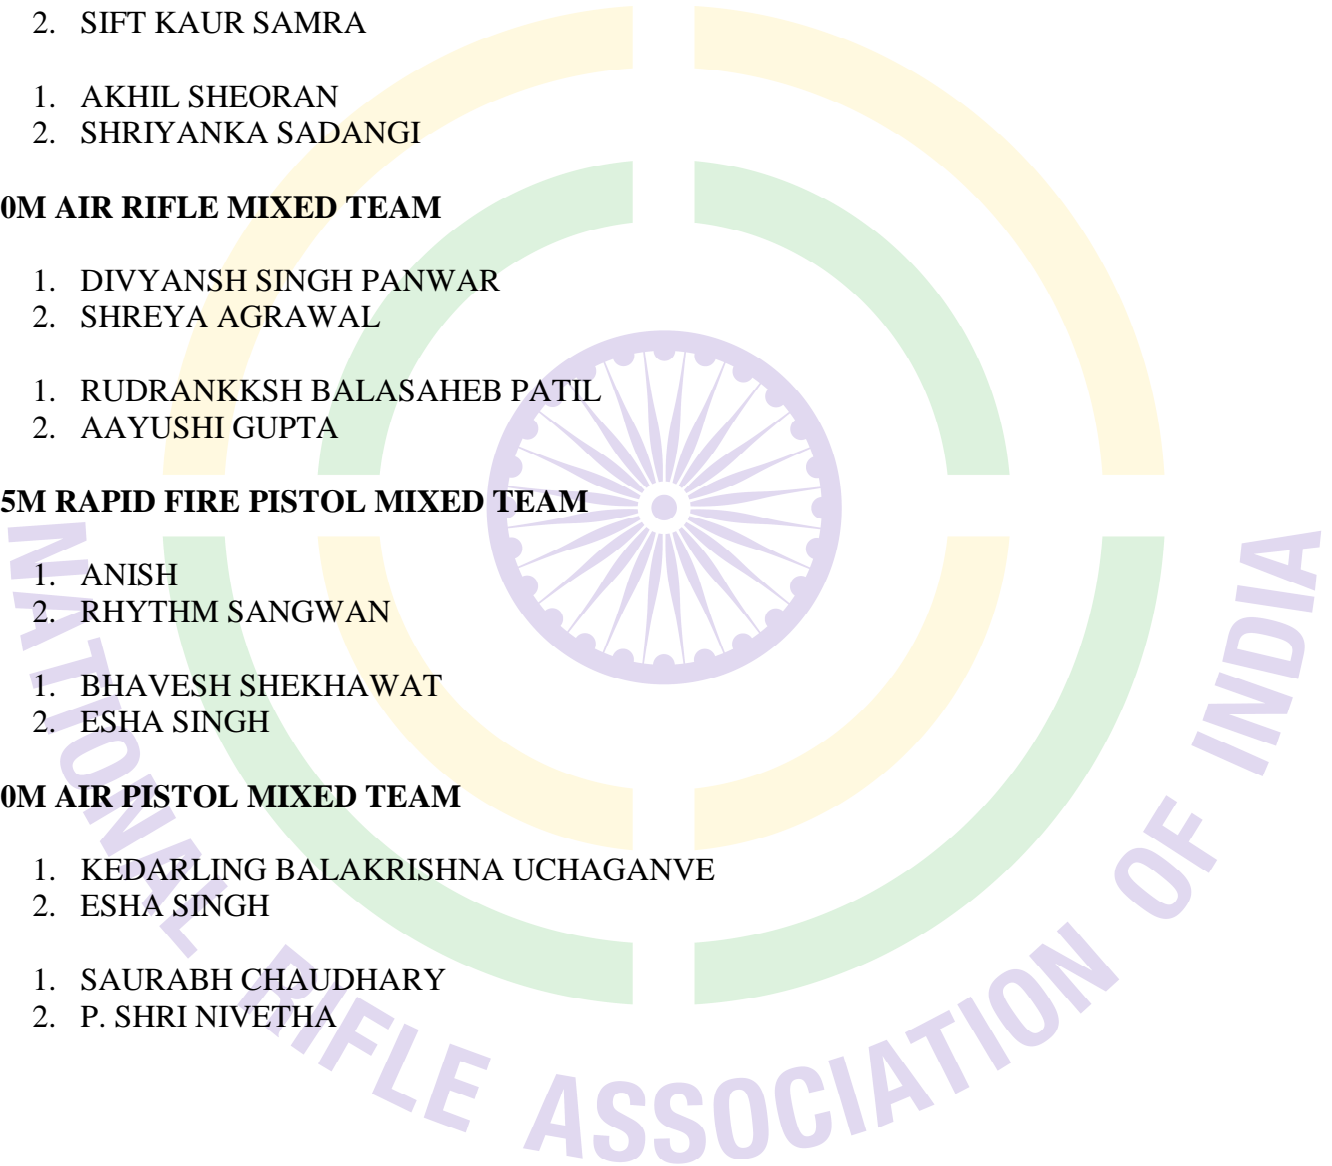 2. SIFT KAUR SAMRA
1. AKHIL SHEORAN
2. SHRIYANKA SADANGI
0M AIR RIFLE MIXED TEAM
1. DIVYANSH SINGH PANWAR
2. SHREYA AGRAWAL
1. RUDRANKKSH BALASAHEB PATIL
2. AAYUSHI GUPTA
5M RAPID FIRE PISTOL MIXED TEAM
1. ANISH
2. RHYTHM SANGWAN
1. BHAVESH SHEKHAWAT
2. ESHA SINGH
0M AIR PISTOL MIXED TEAM
1. KEDARLING BALAKRISHNA UCHAGANVE
2. ESHA SINGH
1. SAURABH CHAUDHARY
2. P. SHRI NIVETHA
NATIONAL RIFLE ASSOCIATION OF INDIA